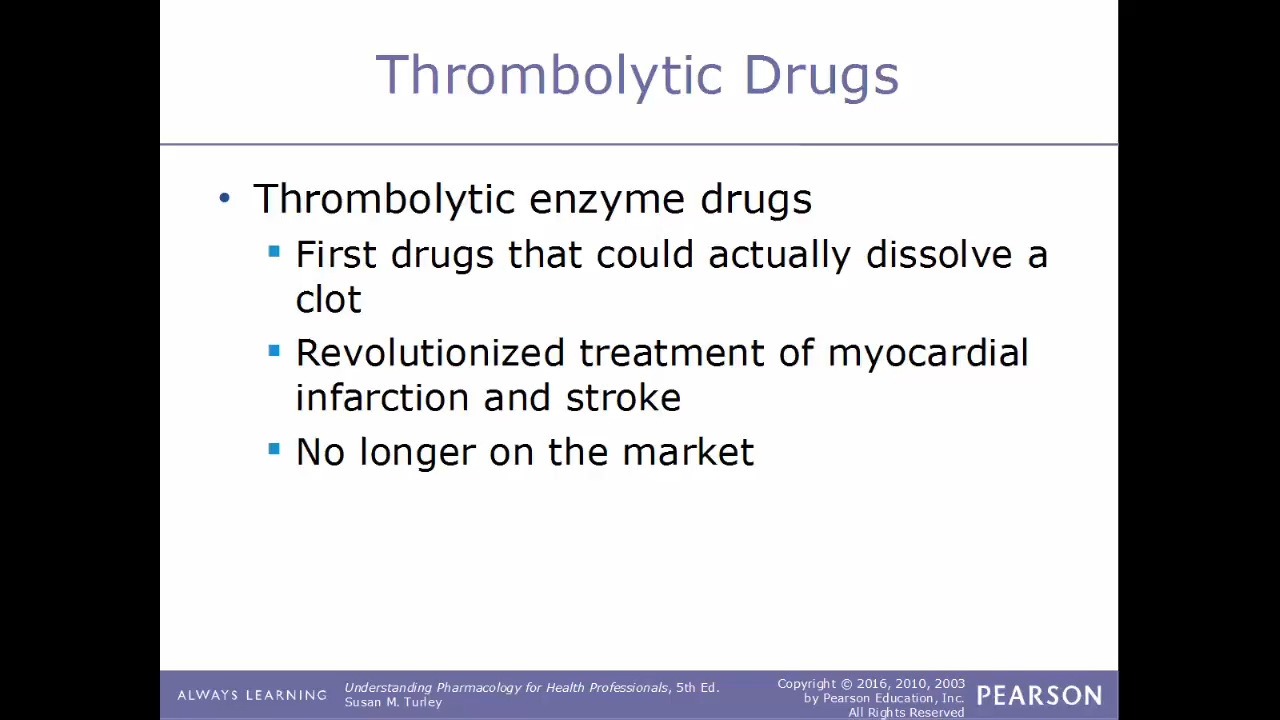 Thrombolytic Drugs
• Thrombolytic enzyme drugs
▪ First drugs that could actually dissolve a
clot
▪ Revolutionized treatment of myocardial
infarction and stroke
▪ No longer on the market
ALWAYS LEARNING
Understanding Pharmacology for Health Professionals, 5th Ed.
Susan M. Turley
Copyright © 2016, 2010, 2003
by Pearson Education, Inc.
All Rights Reserved
PEARSON